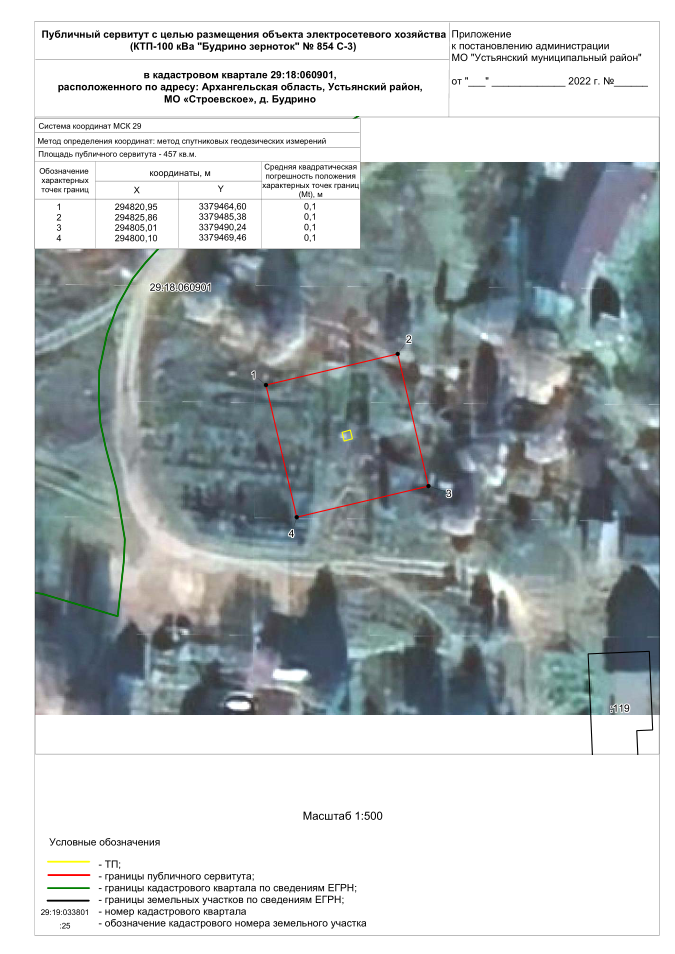 Публичный сервитут с целью размещения объекта электросетевого хозяйства
(КТП-100 кВа "Будрино зерноток" № 854 С-3)
в кадастровом квартале 29:18:060901,
расположенного по адресу: Архангельская область, Устьянский район,
МО «Строевское», д. Будрино
Приложение
к постановлению администрации
МО "Устьянский муниципальный район"
от "___" _____________ 2022 г. №______
Система координат МСК 29
Метод определения координат: метод спутниковых геодезических измерений
Площадь публичного сервитута - 457 кв.м.
Обозначение характерных точек границ
координаты, м
X Y
Средняя квадратическая погрешность положения характерных точек границ (Mt), м
1 294820,95 3379464,60 0,1
2 294825,86 3379485,38 0,1
3 294805,01 3379490,24 0,1
4 294800,10 3379469,46 0,1
29:18:060901
2
1
3
4
:119
Масштаб 1:500
Условные обозначения
- ТП;
- границы публичного сервитута;
- границы кадастрового квартала по сведениям ЕГРН;
- границы земельных участков по сведениям ЕГРН;
29:19:033801 - номер кадастрового квартала
:25 - обозначение кадастрового номера земельного участка